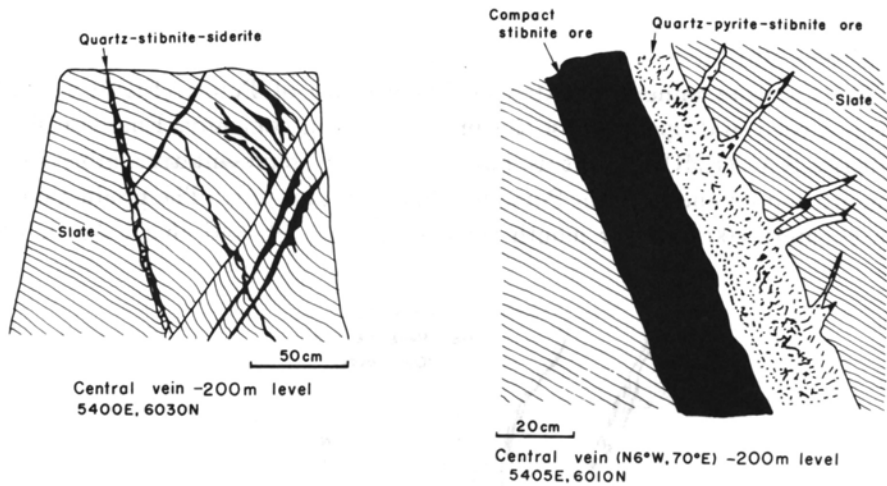 Quartz-stibnite-siderite
Slate
50cm
Central vein -200m level
5400E, 6030N
Compact
stibnite ore
Quartz-pyrite-stibnite ore
Slate
20cm
Central vein (N6°W, 70°E) -200m level
5405E, 6010N